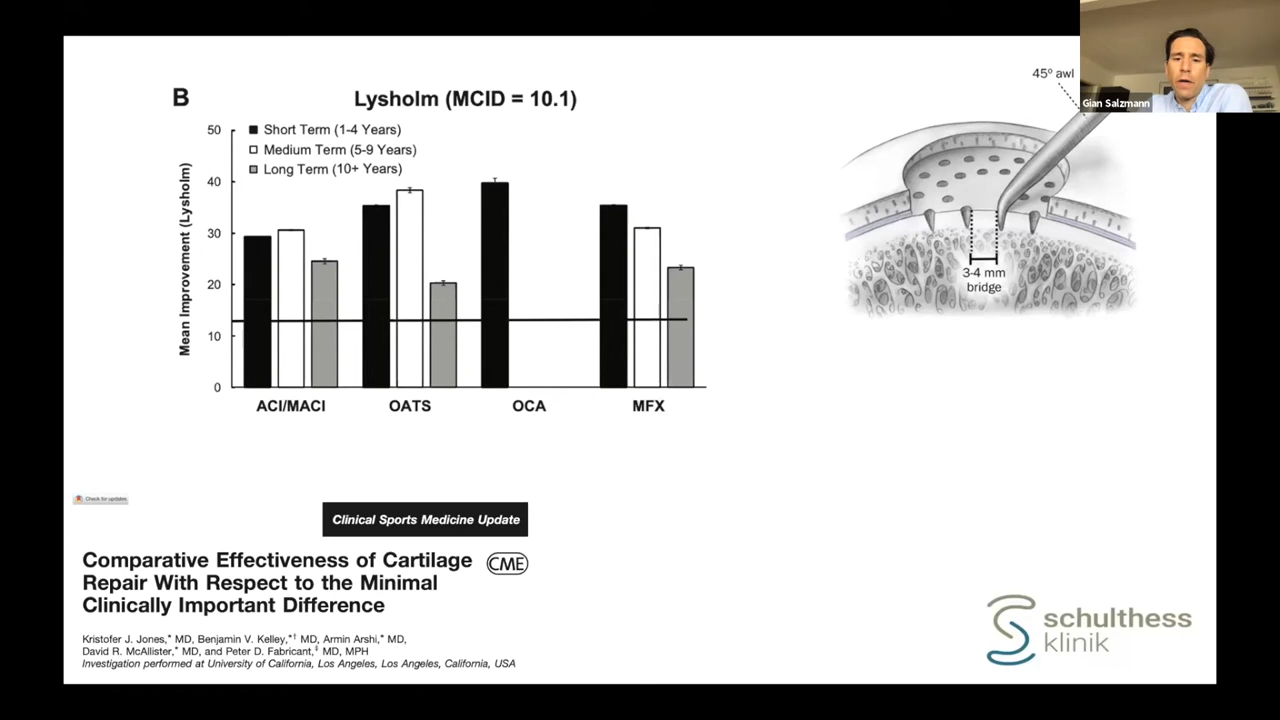 B
Lysholm (MCID = 10.1)
Short Term (1-4 Years)
Medium Term (5-9 Years)
Long Term (10+ Years)
Mean Improvement (Lysholm)
50
40
30
20
10
0
ACI/MACI
OATS
OCA
MFX
45° awl
3-4 mm
bridge
Gian Salzmann
Check for updates
Clinical Sports Medicine Update
Comparative Effectiveness of Cartilage
Repair With Respect to the Minimal
Clinically Important Difference
CME
Kristofer J. Jones,* MD, Benjamin V. Kelley,*† MD, Armin Arshi,* MD,
David R. McAllister,* MD, and Peter D. Fabricant,‡ MD, MPH
Investigation performed at University of California, Los Angeles, Los Angeles, California, USA
schulthess
klinik